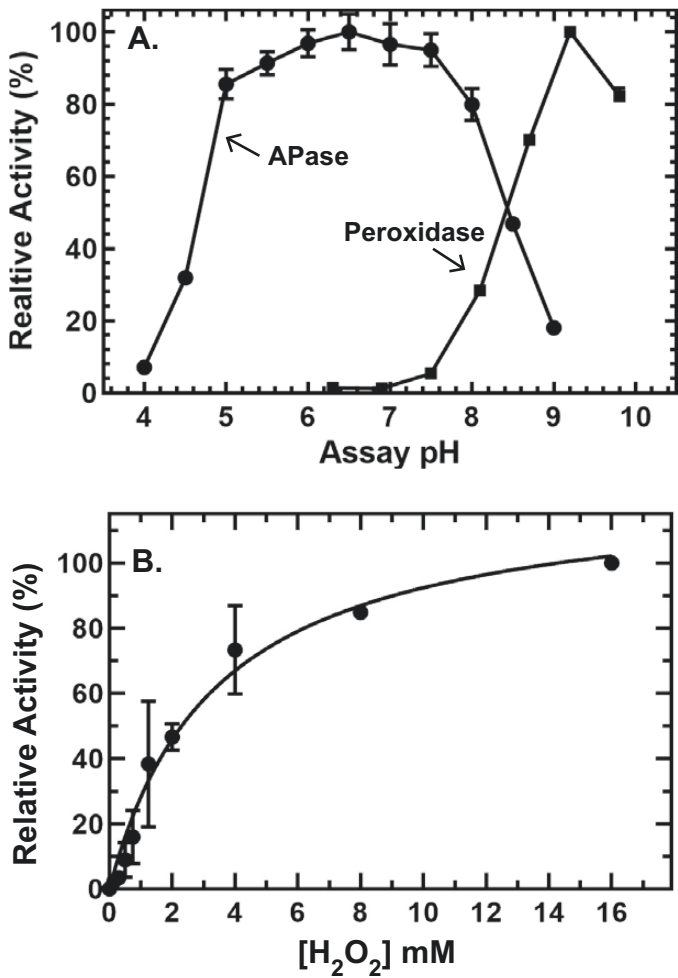 A.
Realtive Activity (%)
100
80
60
40
20
0
APase
Peroxidase
4 5 6 7 8 9 10
Assay pH
B.
Relative Activity (%)
100
80
60
40
20
0
0 2 4 6 8 10 12 14 16
[H₂O₂] mM